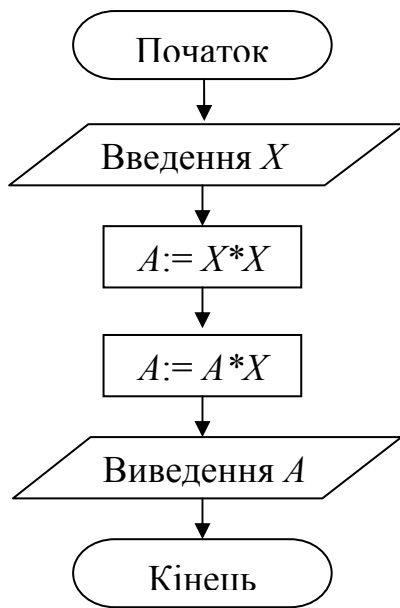 Початок
Введення X
A:= X*X
A:= A*X
Виведення A
Кінець